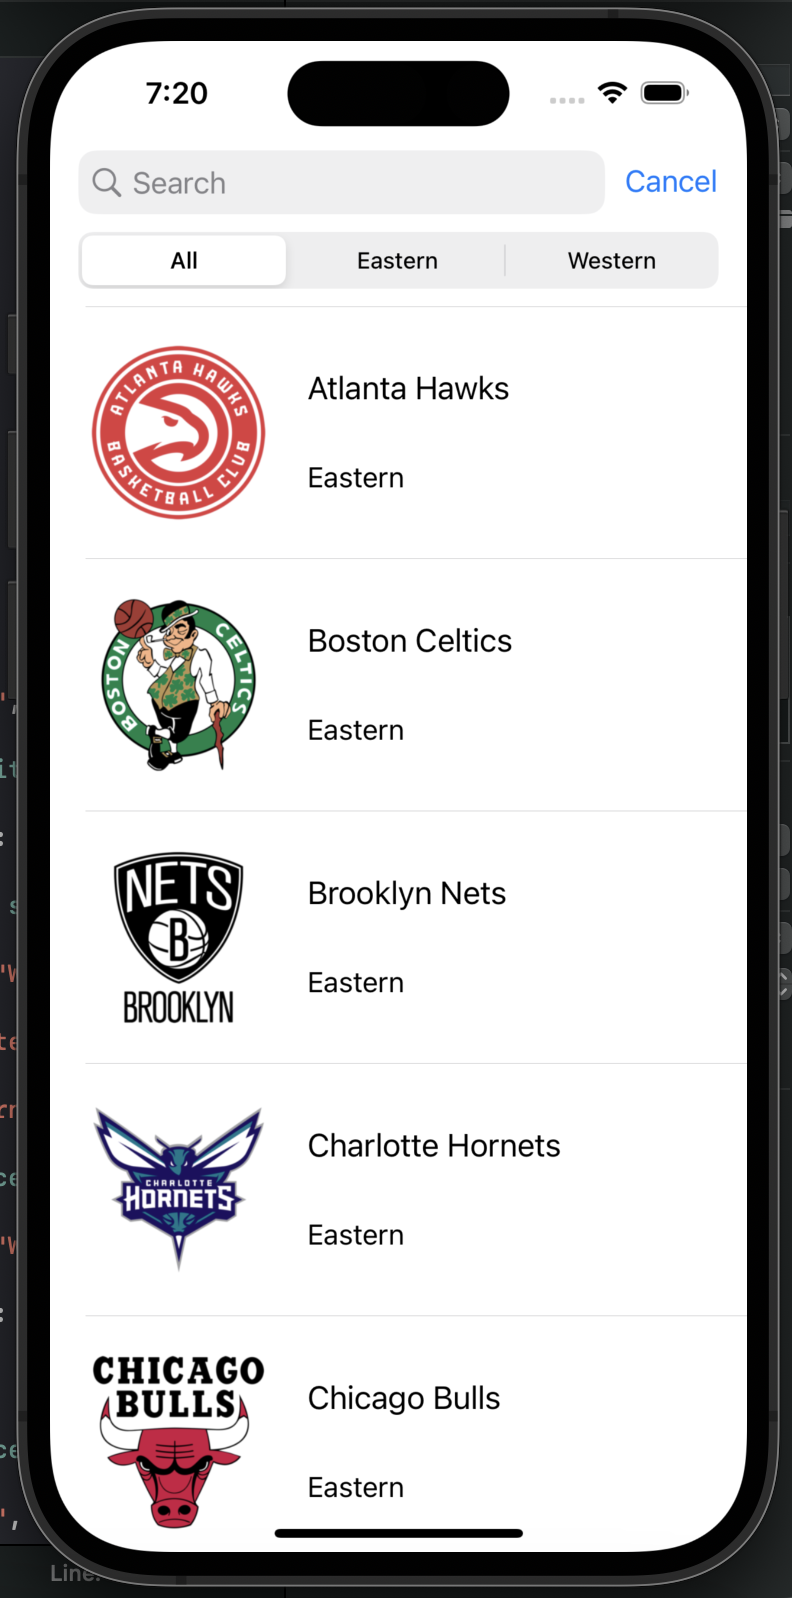 7:20
Search
Cancel
All
Eastern
Western
ATLANTA HAWKS
BASKETBALL CLUB
Atlanta Hawks
Eastern
BOSTON
CELTICS
Boston Celtics
Eastern
NETS
B
BROOKLYN
Brooklyn Nets
Eastern
CHARLOTTE
HORNETS
Charlotte Hornets
Eastern
CHICAGO
BULLS
Chicago Bulls
Eastern
Line: